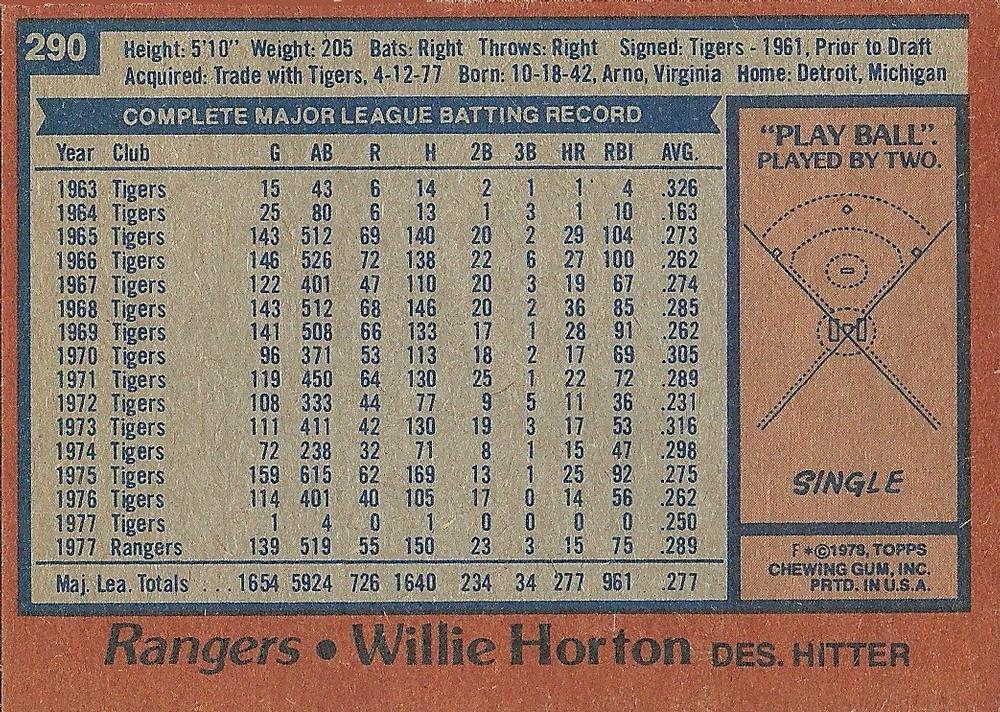 290
Height: 5'10" Weight: 205 Bats: Right Throws: Right Signed: Tigers - 1961, Prior to Draft
Acquired: Trade with Tigers, 4-12-77 Born: 10-18-42, Arno, Virginia Home: Detroit, Michigan
COMPLETE MAJOR LEAGUE BATTING RECORD
Year Club G AB R H 2B 3B HR RBI AVG.
1963 Tigers 15 43 6 14 2 1 1 4 .326
1964 Tigers 25 80 6 13 1 3 1 10 .163
1965 Tigers 143 512 69 140 20 2 29 104 .273
1966 Tigers 146 526 72 138 22 6 27 100 .262
1967 Tigers 122 401 47 110 20 3 19 67 .274
1968 Tigers 143 512 68 146 20 2 36 85 .285
1969 Tigers 141 508 66 133 17 1 28 91 .262
1970 Tigers 96 371 53 113 18 2 17 69 .305
1971 Tigers 119 450 64 130 25 1 22 72 .289
1972 Tigers 108 333 44 77 9 5 11 36 .231
1973 Tigers 111 411 42 130 19 3 17 53 .316
1974 Tigers 72 238 32 71 8 1 15 47 .298
1975 Tigers 159 615 62 169 13 1 25 92 .275
1976 Tigers 114 401 40 105 17 0 14 56 .262
1977 Tigers 1 4 0 1 0 0 0 0 .250
1977 Rangers 139 519 55 150 23 3 15 75 .289
Maj. Lea. Totals ... 1654 5924 726 1640 234 34 277 961 .277
"PLAY BALL".
PLAYED BY TWO.
SINGLE
F*©1978, TOPPS
CHEWING GUM, INC.
PRTD. IN U.S.A.
Rangers • Willie Horton DES. HITTER